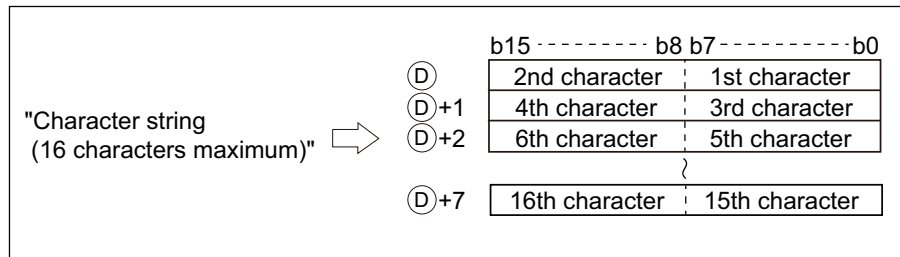 b15 - - - - - - - - - - b8 b7 - - - - - - - - - - - b0
Ⓓ 2nd character 1st character
Ⓓ+1 4th character 3rd character
"Character string
(16 characters maximum)"
Ⓓ+2 6th character 5th character
Ⓓ+7 16th character 15th character